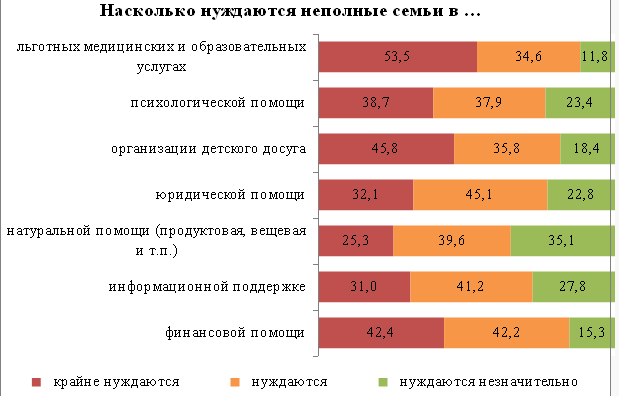 Насколько нуждаются неполные семьи в …
льготных медицинских и образовательных
услугах
53,5 34,6 11,8
психологической помощи 38,7 37,9 23,4
организации детского досуга 45,8 35,8 18,4
юридической помощи 32,1 45,1 22,8
натуральной помощи (продуктовая, вещевая
и т.п.)
25,3 39,6 35,1
информационной поддержке 31,0 41,2 27,8
финансовой помощи 42,4 42,2 15,3
крайне нуждаются нуждаются нуждаются незначительно